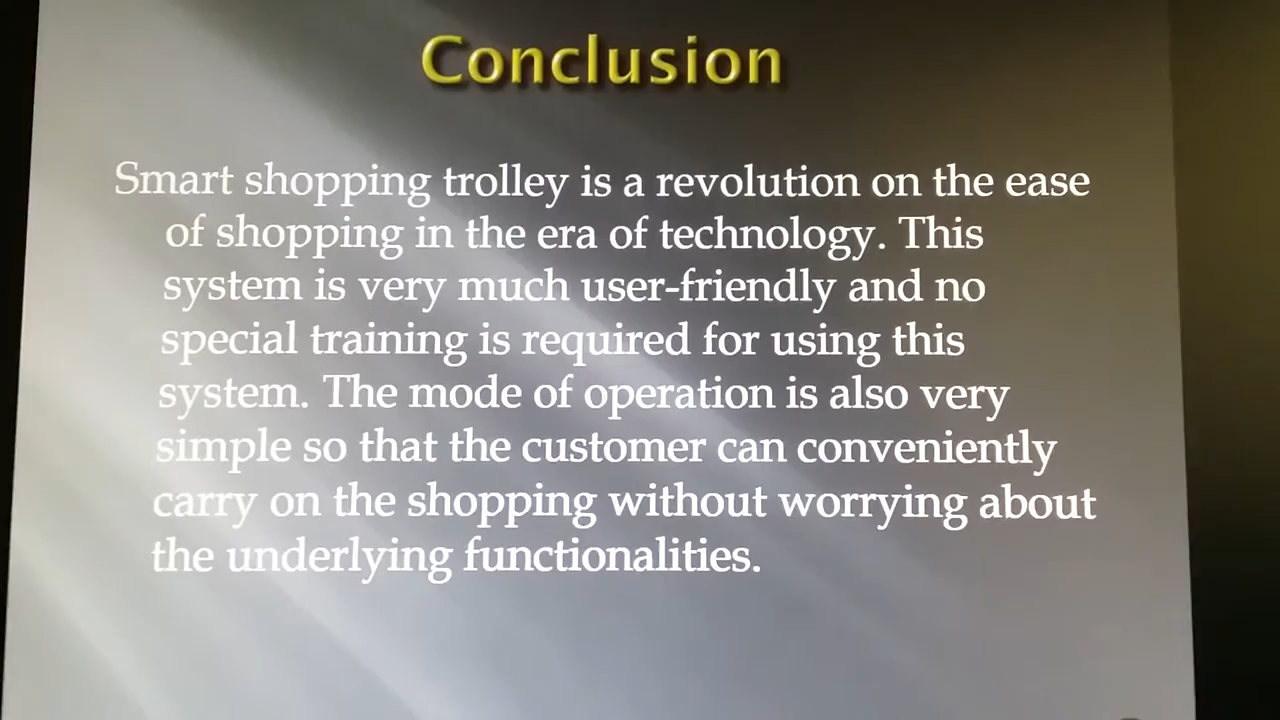 Conclusion
Smart shopping trolley is a revolution on the ease
of shopping in the era of technology. This
system is very much user-friendly and no
special training is required for using this
system. The mode of operation is also very
simple so that the customer can conveniently
carry on the shopping without worrying about
the underlying functionalities.